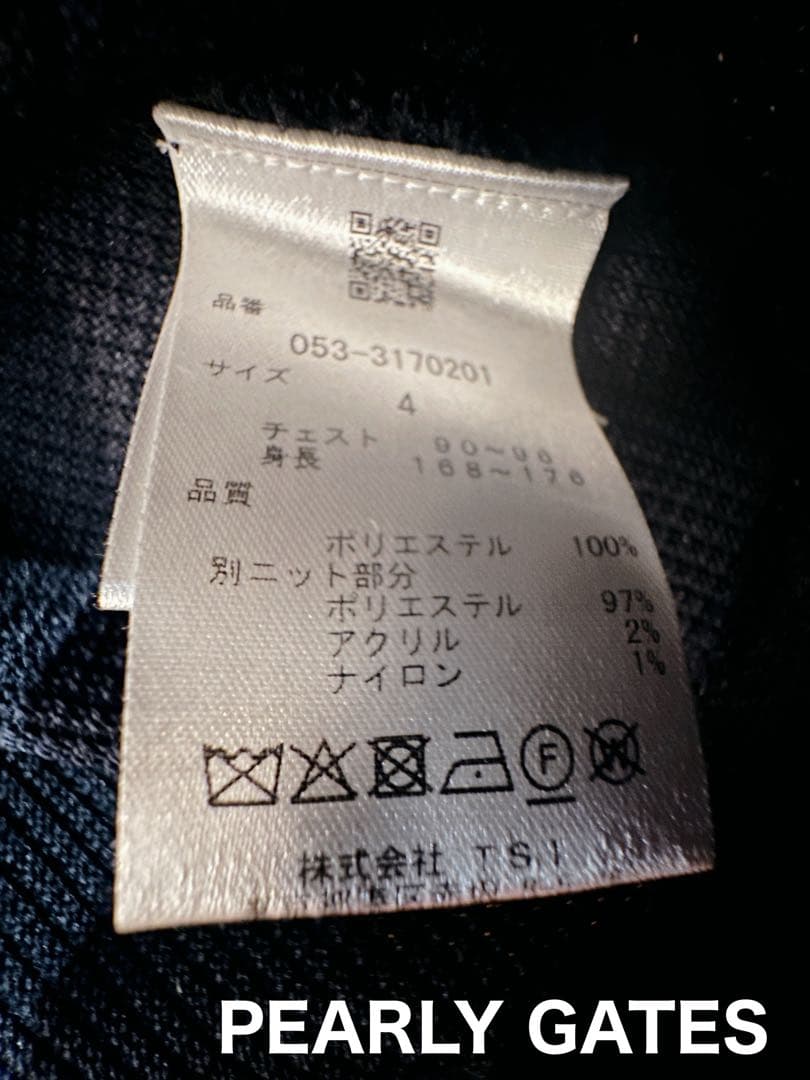 品番
053-3170201
サイズ
4
チェスト 90~96
身長 168~176
品質
ポリエステル 100%
別ニット部分
ポリエステル 97%
アクリル 2%
ナイロン 1%
F
W
株式会社 TSI
PEARLY GATES